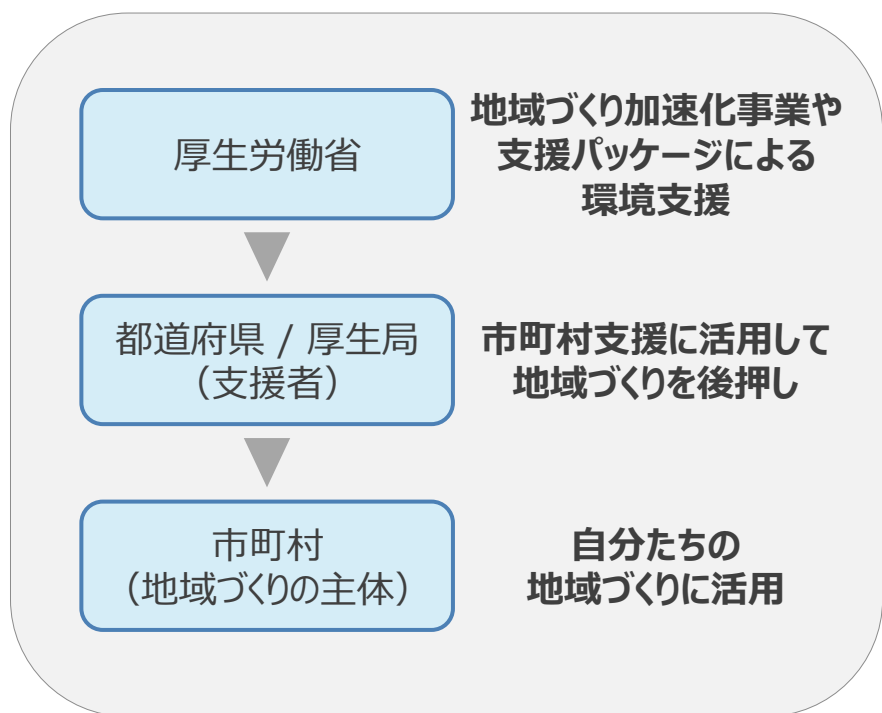 厚生労働省
地域づくり加速化事業や
支援パッケージによる
環境支援
都道府県 / 厚生局
（支援者）
市町村支援に活用して
地域づくりを後押し
市町村
（地域づくりの主体）
自分たちの
地域づくりに活用